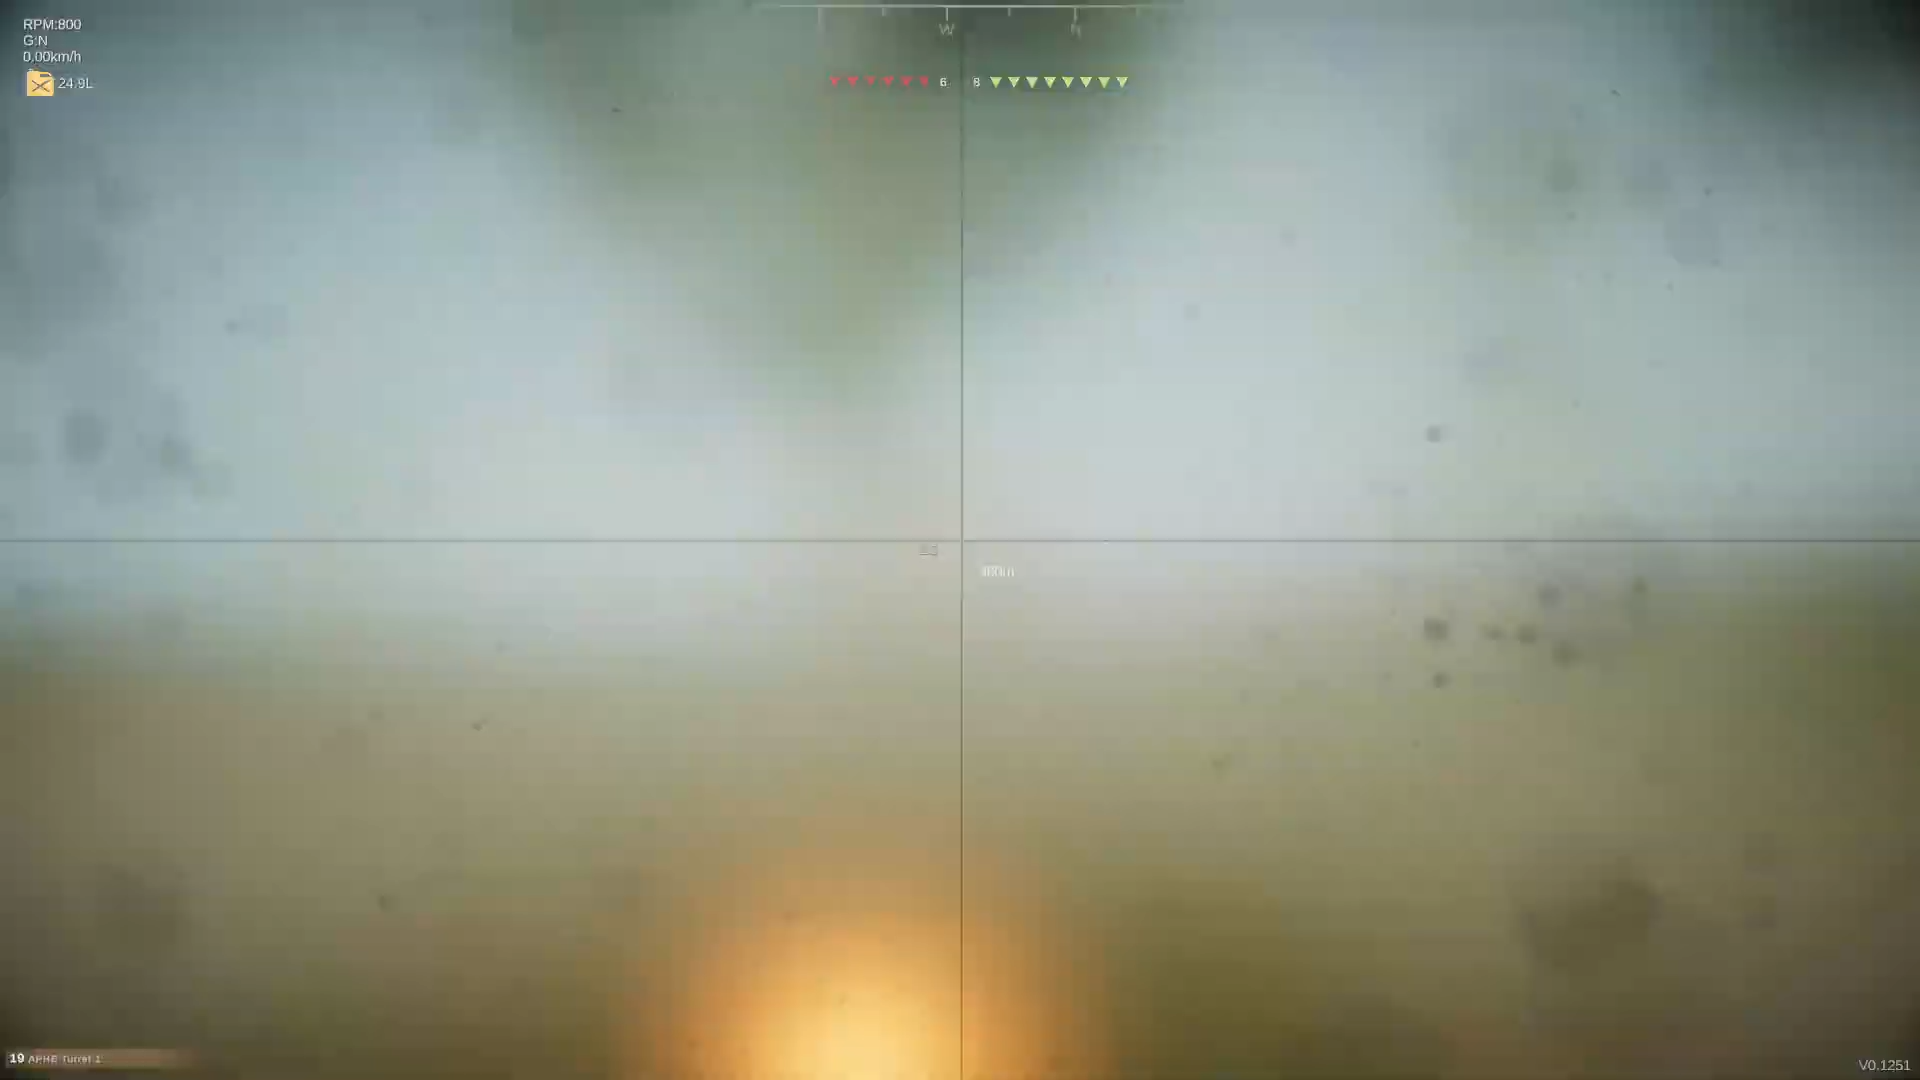 W N
RPM:800
G:N
0,00km/h
24.9L
6 8
19 APHE Turret 1
V0.1251